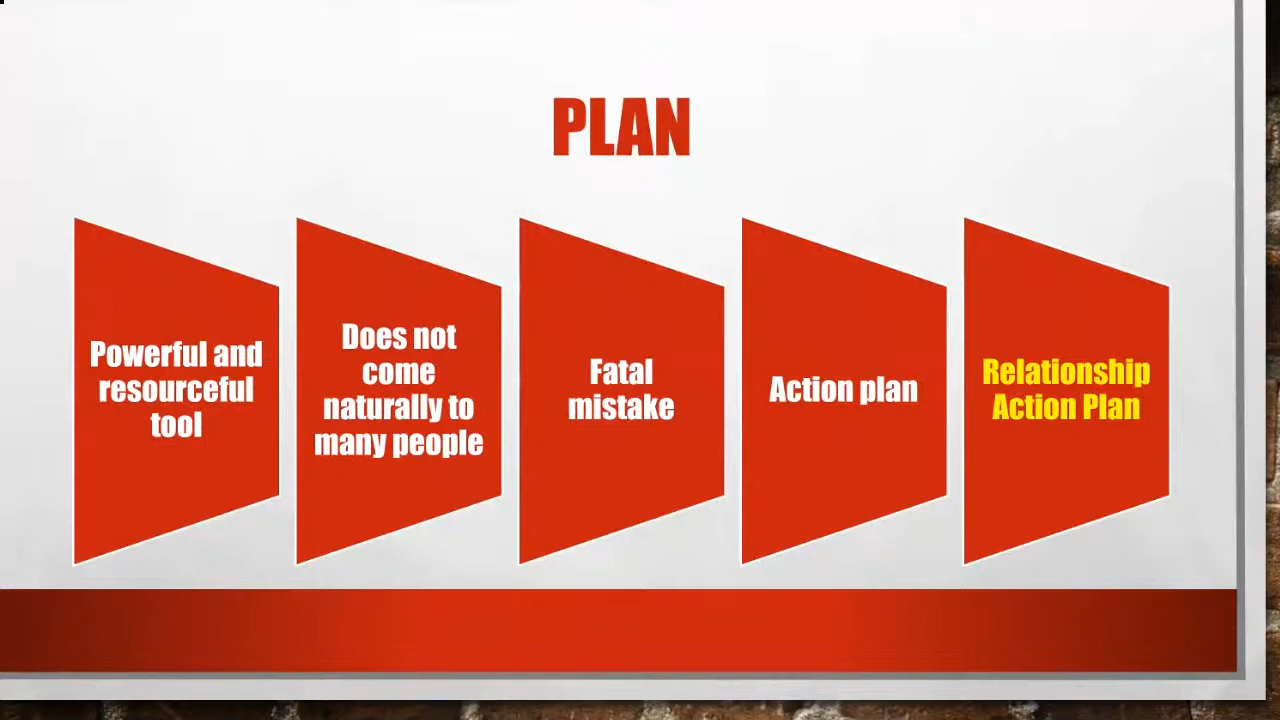 PLAN
Powerful and
resourceful
tool
Does not
come
naturally to
many people
Fatal
mistake
Action plan
Relationship
Action Plan